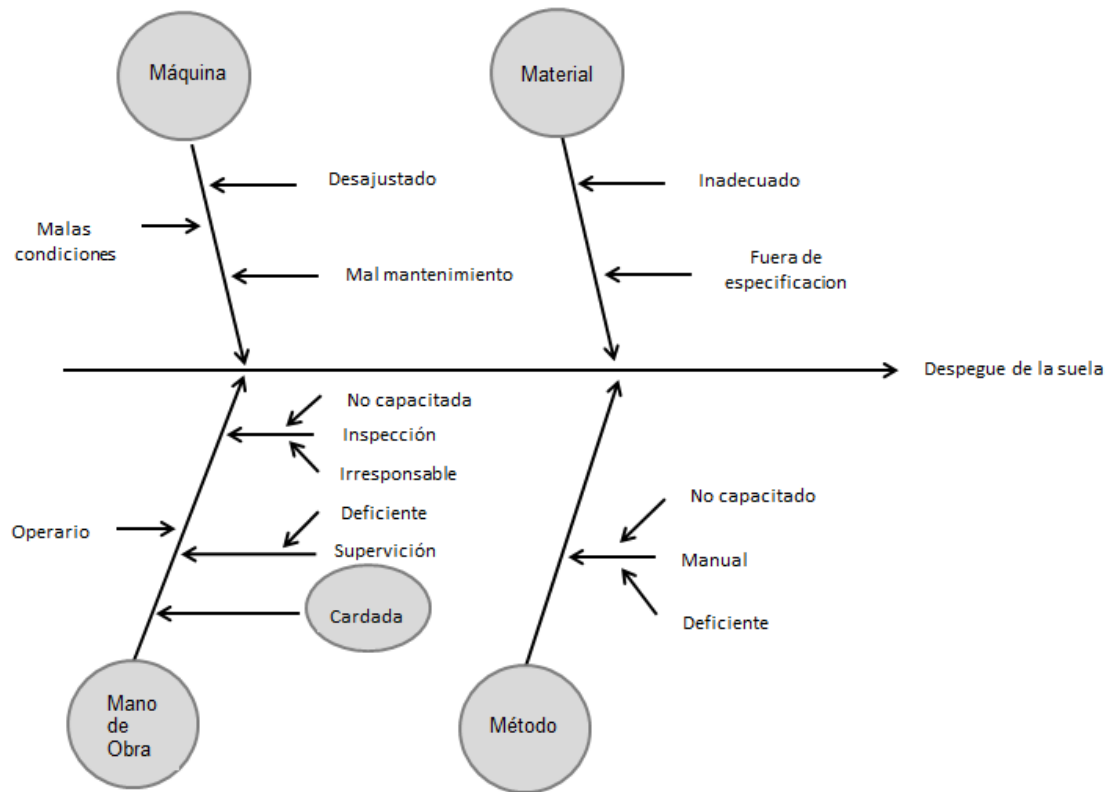 Máquina
Material
Desajustado
Inadecuado
Malas
condiciones
Mal mantenimiento
Fuera de
especificacion
Despegue de la suela
No capacitada
Inspección
Irresponsable
Operario
Deficiente
Supervición
Cardada
No capacitado
Manual
Deficiente
Mano
de
Obra
Método